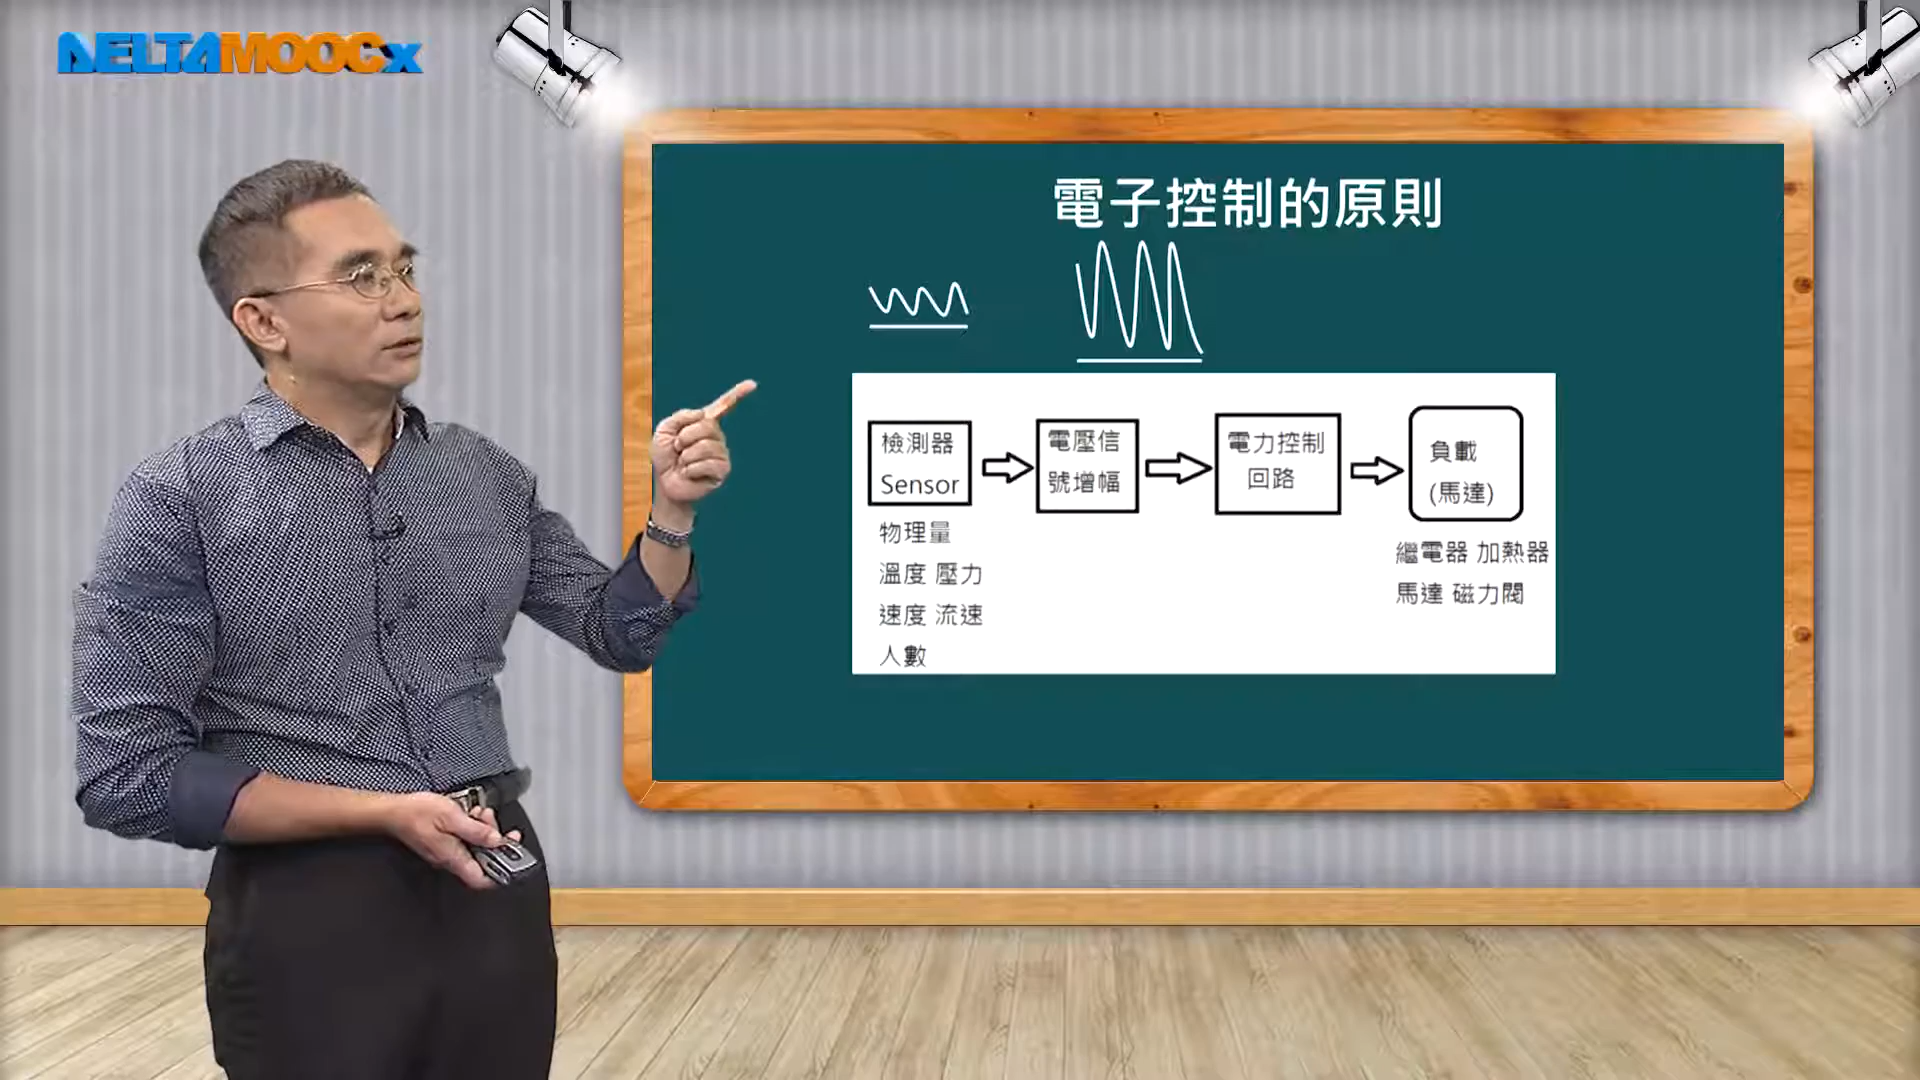 DELTAMOOCx
電子控制的原則
檢測器
Sensor
電壓信
號增幅
電力控制
回路
負載
(馬達)
物理量
溫度 壓力
速度 流速
人數
繼電器 加熱器
馬達 磁力閥